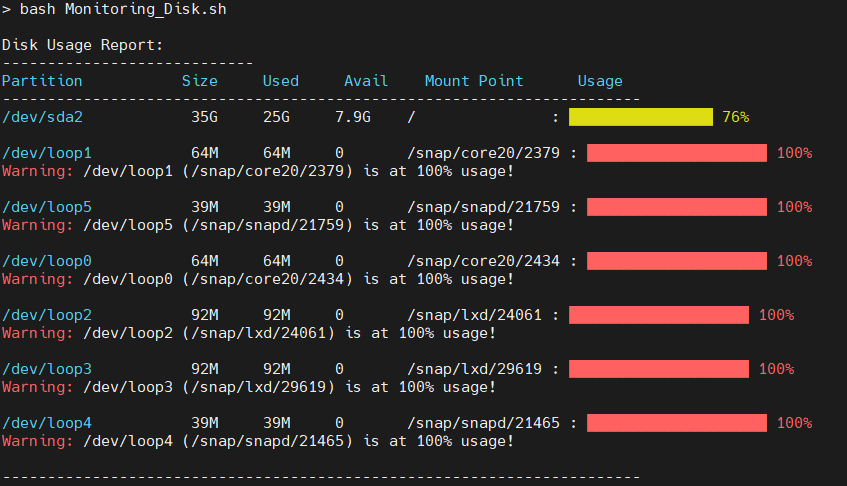 > bash Monitoring_Disk.sh
Disk Usage Report:
----------------------------
Partition           Size     Used     Avail    Mount Point      Usage
-----------------------------------------------------------------------
/dev/sda2            35G     25G     7.9G    /               : 76%
/dev/loop1           64M     64M     0       /snap/core20/2379 : 100%
Warning: /dev/loop1 (/snap/core20/2379) is at 100% usage!
/dev/loop5           39M     39M     0       /snap/snapd/21759 : 100%
Warning: /dev/loop5 (/snap/snapd/21759) is at 100% usage!
/dev/loop0           64M     64M     0       /snap/core20/2434 : 100%
Warning: /dev/loop0 (/snap/core20/2434) is at 100% usage!
/dev/loop2           92M     92M     0       /snap/lxd/24061 : 100%
Warning: /dev/loop2 (/snap/lxd/24061) is at 100% usage!
/dev/loop3           92M     92M     0       /snap/lxd/29619 : 100%
Warning: /dev/loop3 (/snap/lxd/29619) is at 100% usage!
/dev/loop4           39M     39M     0       /snap/snapd/21465 : 100%
Warning: /dev/loop4 (/snap/snapd/21465) is at 100% usage!
-----------------------------------------------------------------------